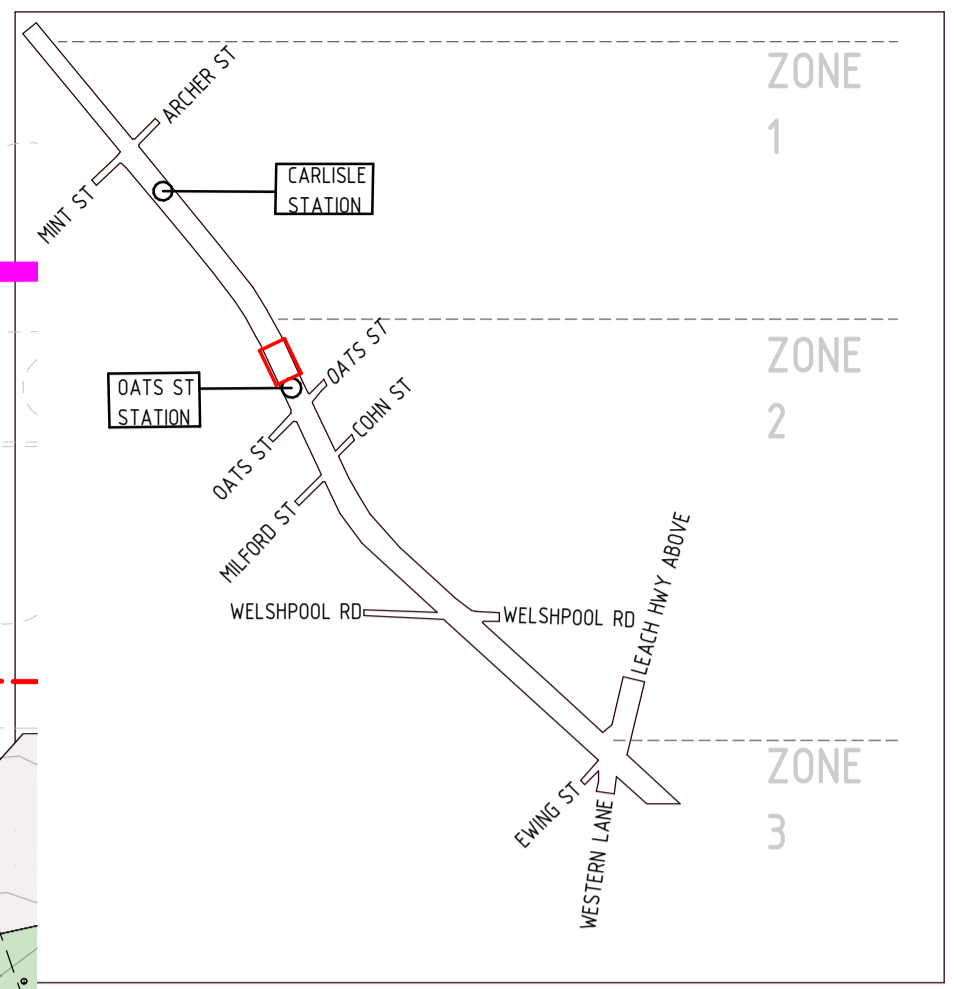 ARCHER ST
ZONE
1
CARLISLE
STATION
MINT ST
OATS ST
ZONE
2
OATS ST
STATION
COHN ST
OATS ST
MILFORD ST
LEACH HWY ABOVE
WELSHPOOL RD
WELSHPOOL RD
ZONE
3
EWING ST
WESTERN LANE